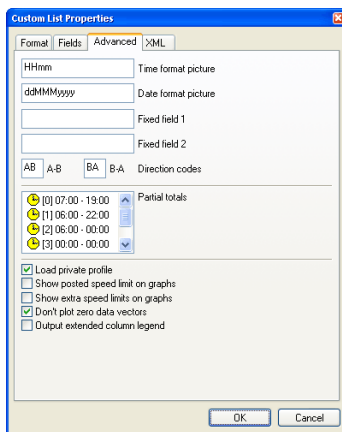 Custom List Properties
Format Fields Advanced XML
HHmm Time format picture
ddMMMyyyy Date format picture
Fixed field 1
Fixed field 2
AB A-B BA B-A Direction codes
[0] 07:00 - 19:00 Partial totals
[1] 06:00 - 22:00
[2] 06:00 - 00:00
[3] 00:00 - 00:00
Load private profile
Show posted speed limit on graphs
Show extra speed limits on graphs
Don't plot zero data vectors
Output extended column legend
OK Cancel